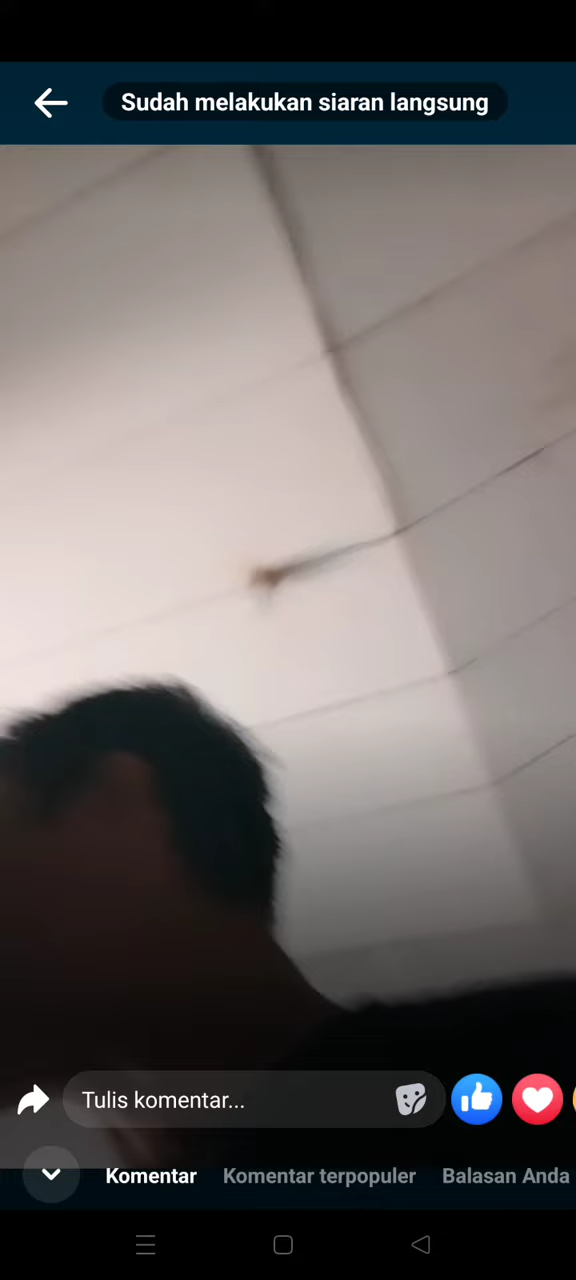 Sudah melakukan siaran langsung
Tulis komentar...
Komentar Komentar terpopuler Balasan Anda